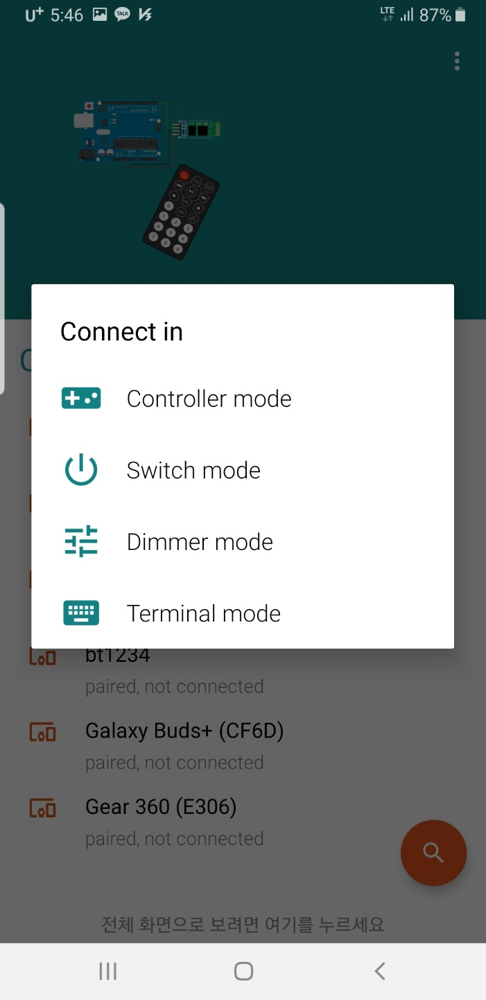 U+ 5:46 TALK LTE 87%
Connect in
Controller mode
Switch mode
Dimmer mode
Terminal mode
bt1234
paired, not connected
Galaxy Buds+ (CF6D)
paired, not connected
Gear 360 (E306)
paired, not connected
전체 화면으로 보려면 여기를 누르세요